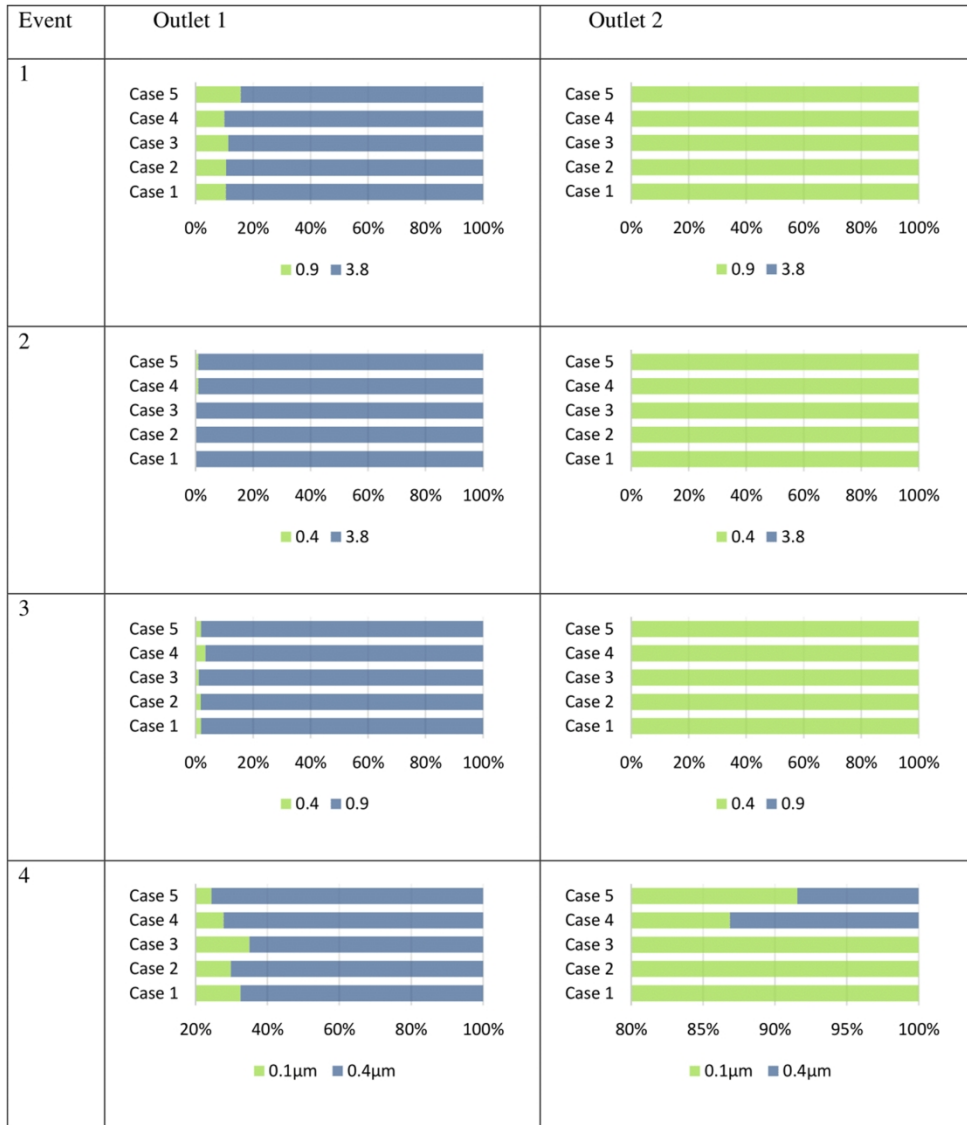 Event Outlet 1 Outlet 2
1
Case 5
Case 4
Case 3
Case 2
Case 1
0% 20% 40% 60% 80% 100%
0.9 3.8
Case 5
Case 4
Case 3
Case 2
Case 1
0% 20% 40% 60% 80% 100%
0.9 3.8
2
Case 5
Case 4
Case 3
Case 2
Case 1
0% 20% 40% 60% 80% 100%
0.4 3.8
Case 5
Case 4
Case 3
Case 2
Case 1
0% 20% 40% 60% 80% 100%
0.4 3.8
3
Case 5
Case 4
Case 3
Case 2
Case 1
0% 20% 40% 60% 80% 100%
0.4 0.9
Case 5
Case 4
Case 3
Case 2
Case 1
0% 20% 40% 60% 80% 100%
0.4 0.9
4
Case 5
Case 4
Case 3
Case 2
Case 1
20% 40% 60% 80% 100%
0.1µm 0.4µm
Case 5
Case 4
Case 3
Case 2
Case 1
80% 85% 90% 95% 100%
0.1µm 0.4µm